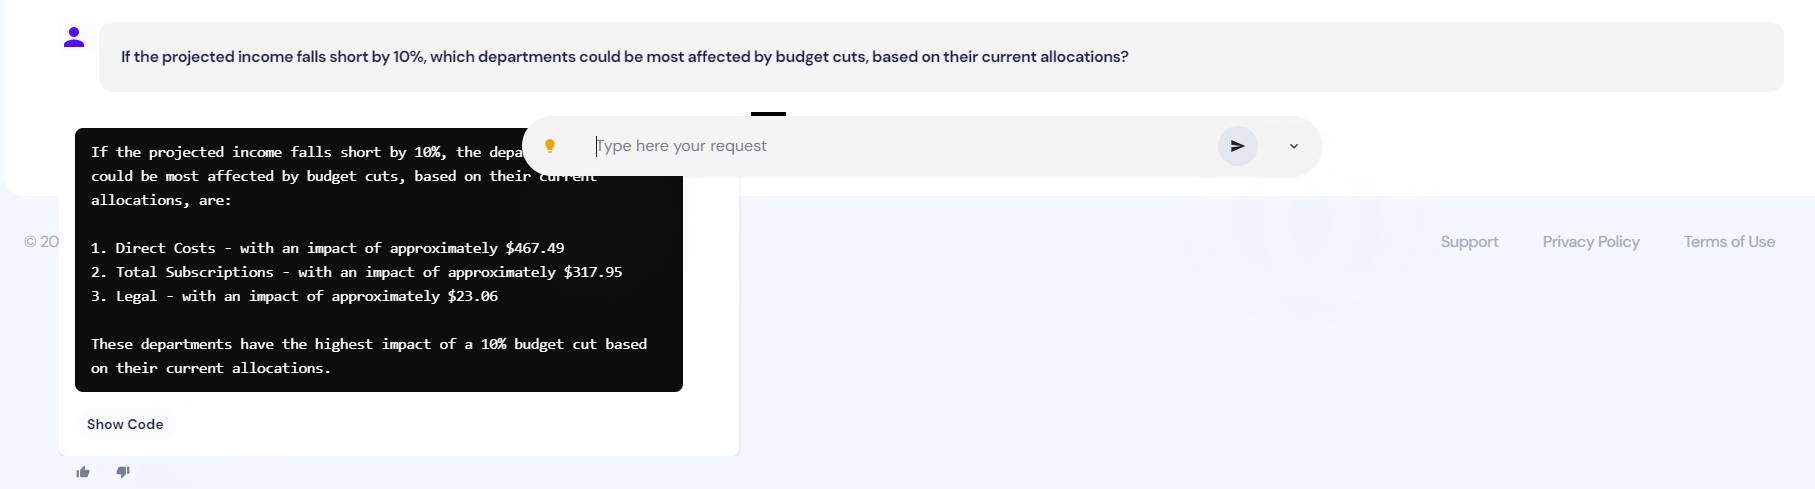 If the projected income falls short by 10%, which departments could be most affected by budget cuts, based on their current allocations?
Type here your request
If the projected income falls short by 10%, the depa
could be most affected by budget cuts, based on their current
allocations, are:
1. Direct Costs - with an impact of approximately $467.49
2. Total Subscriptions - with an impact of approximately $317.95
3. Legal - with an impact of approximately $23.06
These departments have the highest impact of a 10% budget cut based
on their current allocations.
Show Code
© 20
Support Privacy Policy Terms of Use